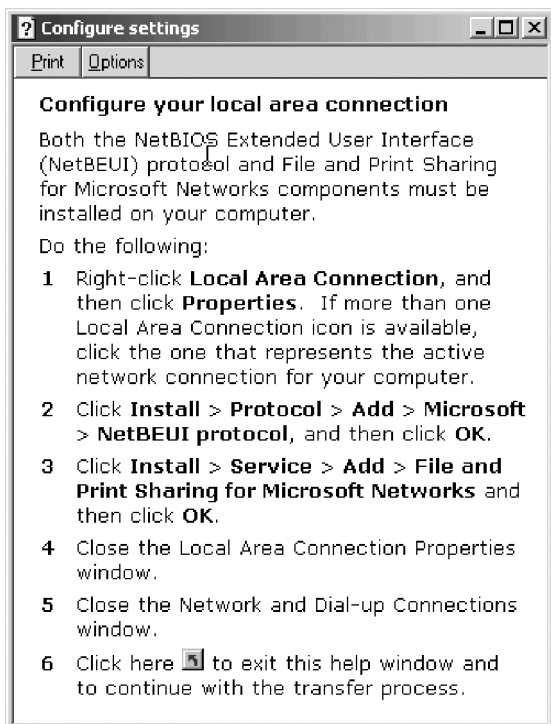 Configure settings
Print Options
Configure your local area connection
Both the NetBIOS Extended User Interface
(NetBEUI) protocol and File and Print Sharing
for Microsoft Networks components must be
installed on your computer.
Do the following:
1 Right-click Local Area Connection, and
then click Properties. If more than one
Local Area Connection icon is available,
click the one that represents the active
network connection for your computer.
2 Click Install > Protocol > Add > Microsoft
> NetBEUI protocol, and then click OK.
3 Click Install > Service > Add > File and
Print Sharing for Microsoft Networks and
then click OK.
4 Close the Local Area Connection Properties
window.
5 Close the Network and Dial-up Connections
window.
6 Click here to exit this help window and
to continue with the transfer process.